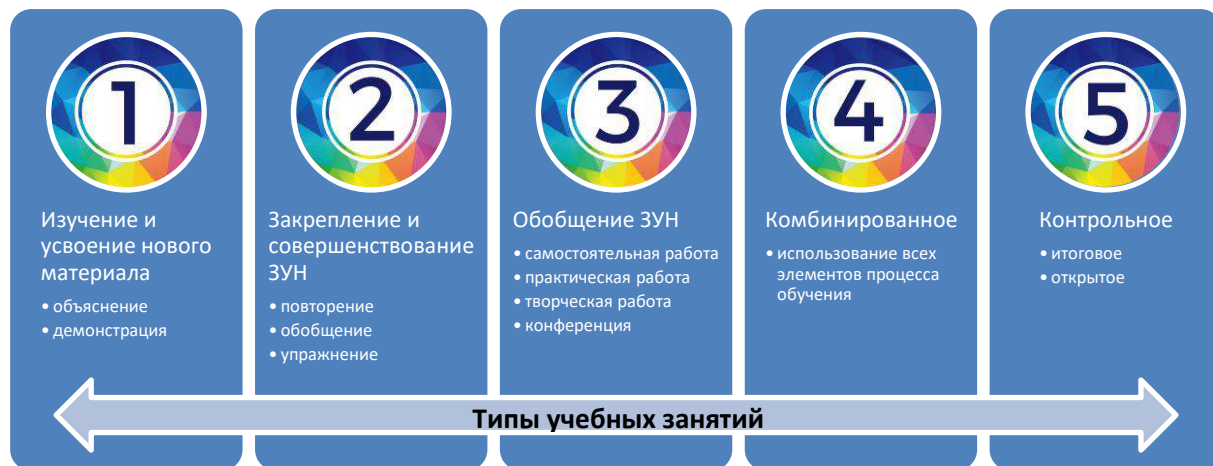 1
Изучение и
усвоение нового
материала
• объяснение
• демонстрация
2
Закрепление и
совершенствование
ЗУН
• повторение
• обобщение
• упражнение
3
Обобщение ЗУН
• самостоятельная работа
• практическая работа
• творческая работа
• конференция
4
Комбинированное
• использование всех
элементов процесса
обучения
5
Контрольное
• итоговое
• открытое
Типы учебных занятий